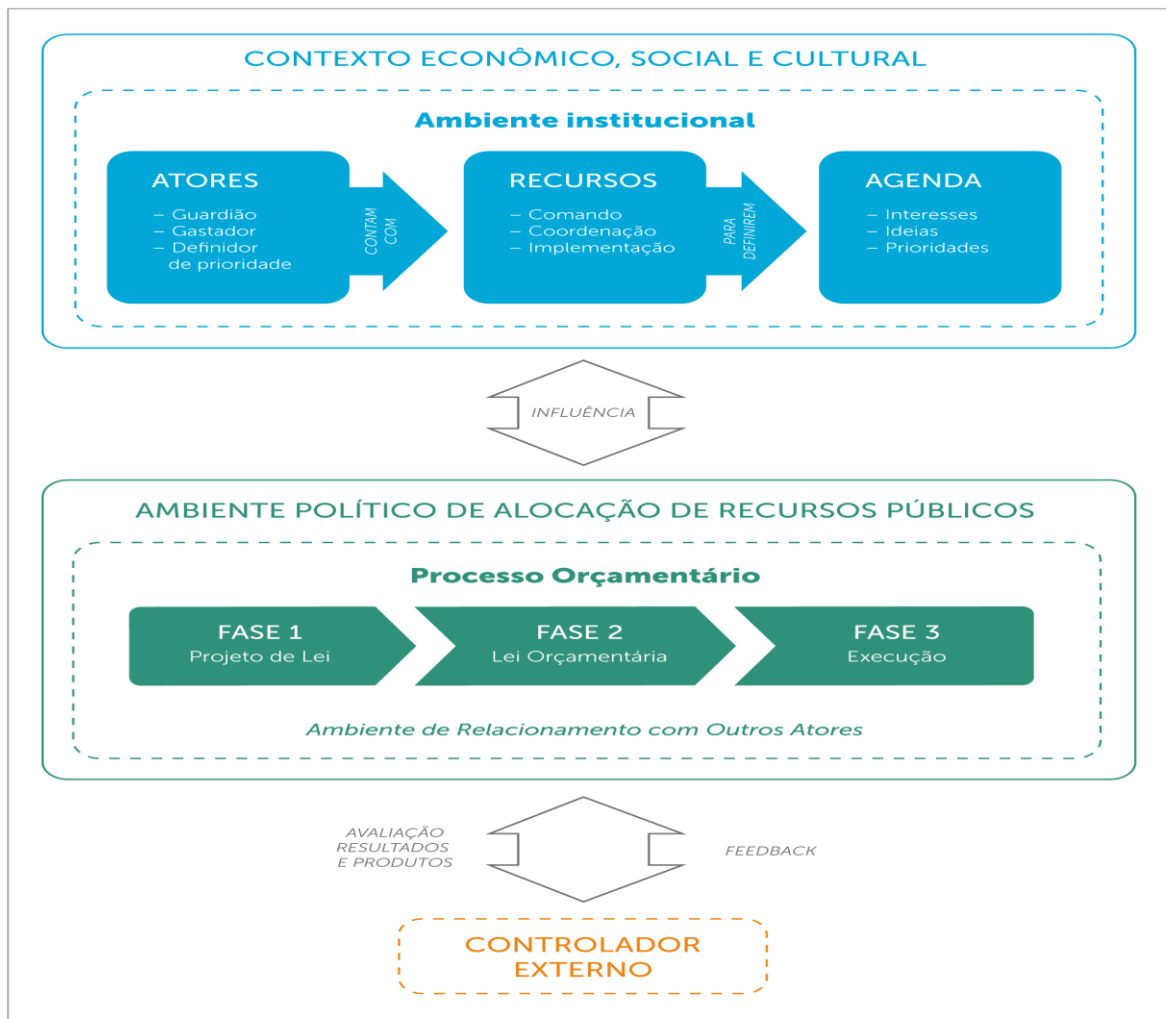 CONTEXTO ECONÔMICO, SOCIAL E CULTURAL
Ambiente institucional
ATORES
– Guardião
– Gastador
– Definidor
de prioridade
CONTAM
COM
RECURSOS
– Comando
– Coordenação
– Implementação
PARA
DEFINIREM
AGENDA
– Interesses
– Ideias
– Prioridades
INFLUÊNCIA
AMBIENTE POLÍTICO DE ALOCAÇÃO DE RECURSOS PÚBLICOS
Processo Orçamentário
FASE 1
Projeto de Lei
FASE 2
Lei Orçamentária
FASE 3
Execução
Ambiente de Relacionamento com Outros Atores
AVALIAÇÃO
RESULTADOS
E PRODUTOS
FEEDBACK
CONTROLADOR
EXTERNO